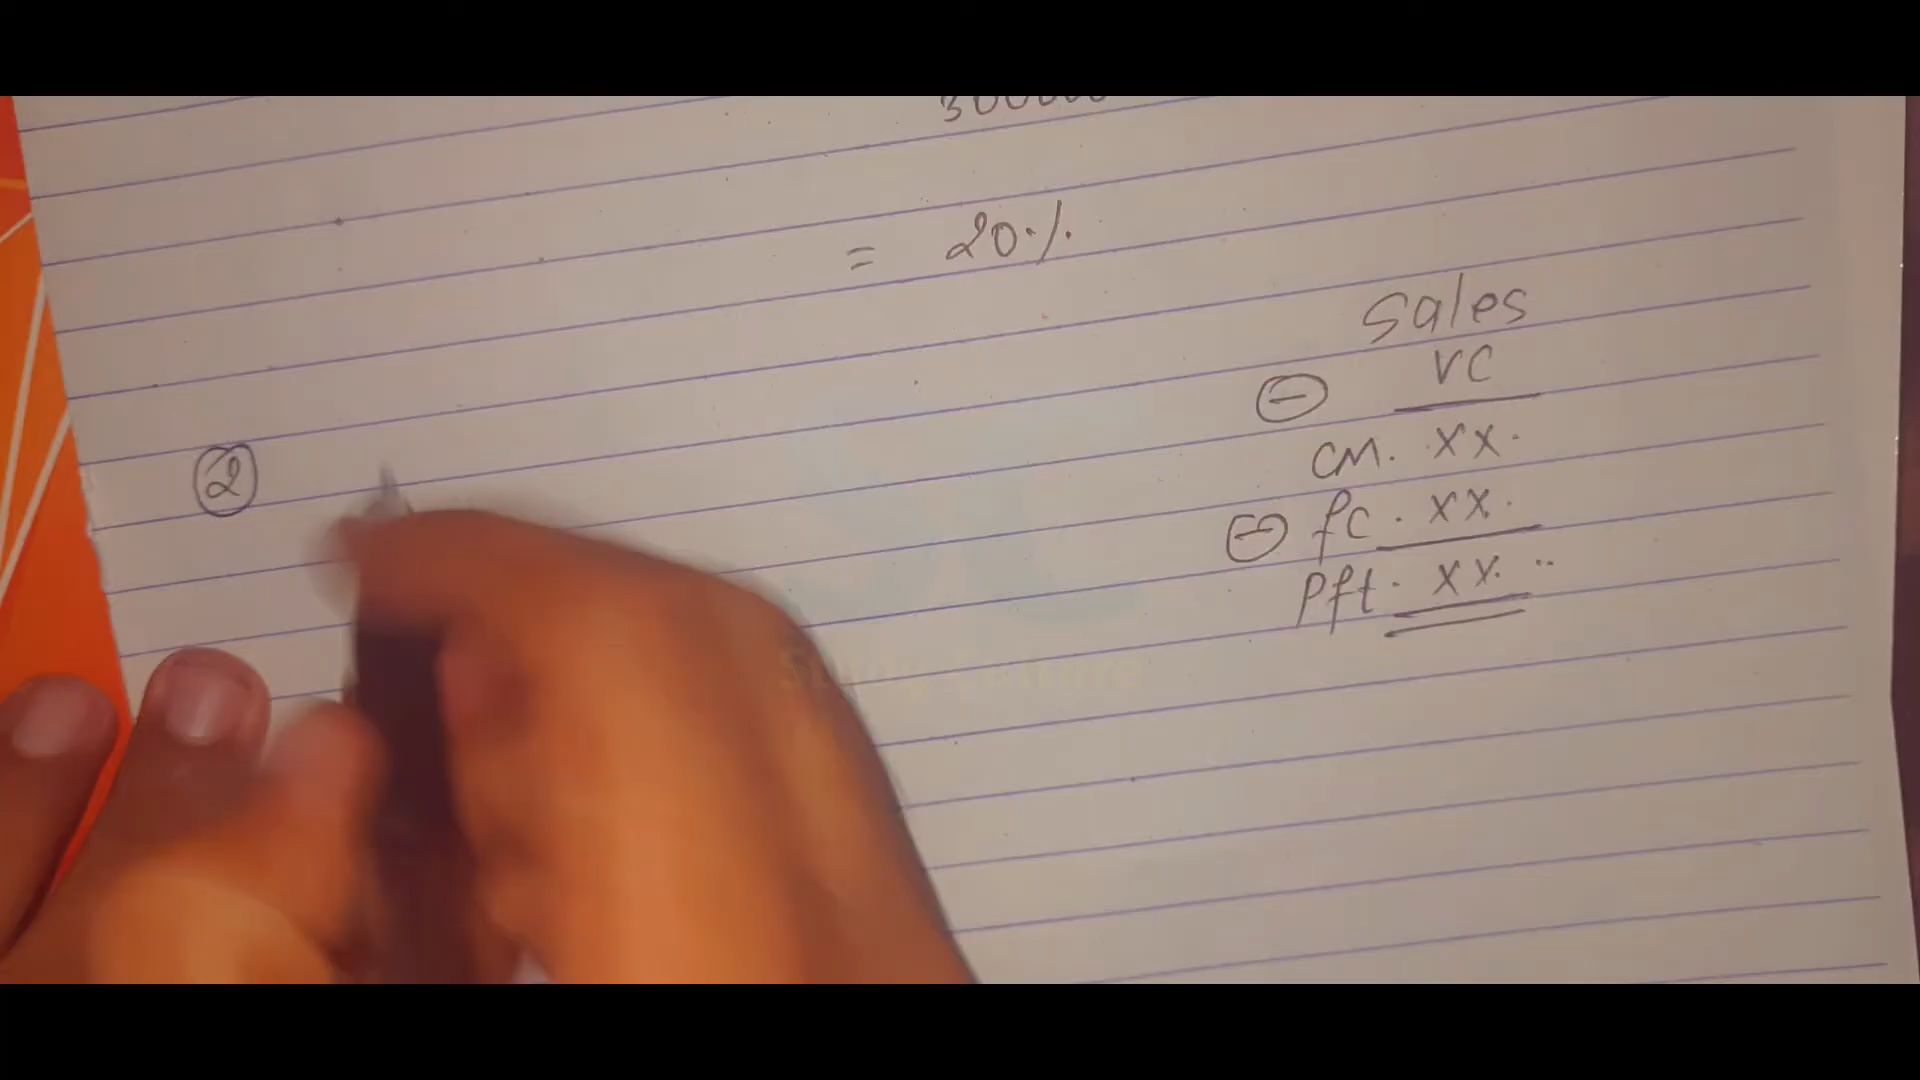 = 20%
Sales
⊖ VC
CM. XX.
② 
⊖ fc. XX.
Pft. XX...